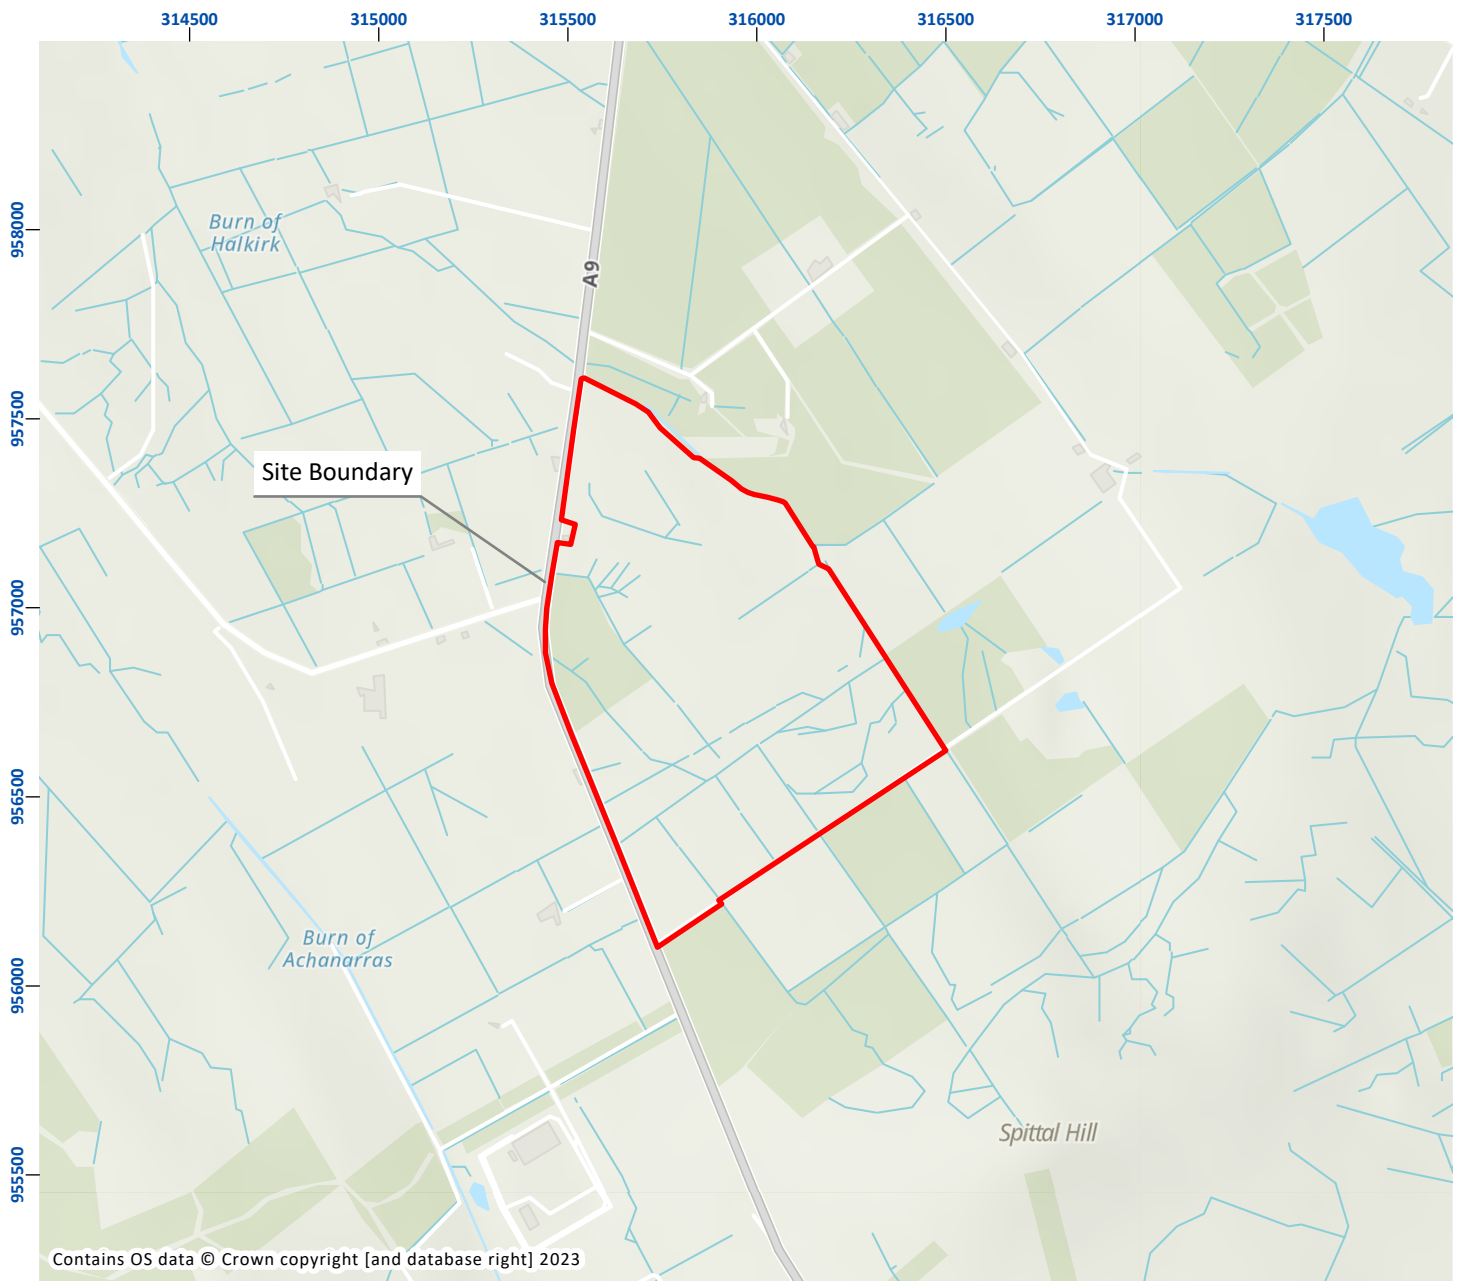 314500 315000 315500 316000 316500 317000 317500
958000
957500
957000
956500
956000
955500
Burn of
Halkirk
A9
Site Boundary
Burn of
Achanarras
Spittal Hill
Contains OS data © Crown copyright [and database right] 2023